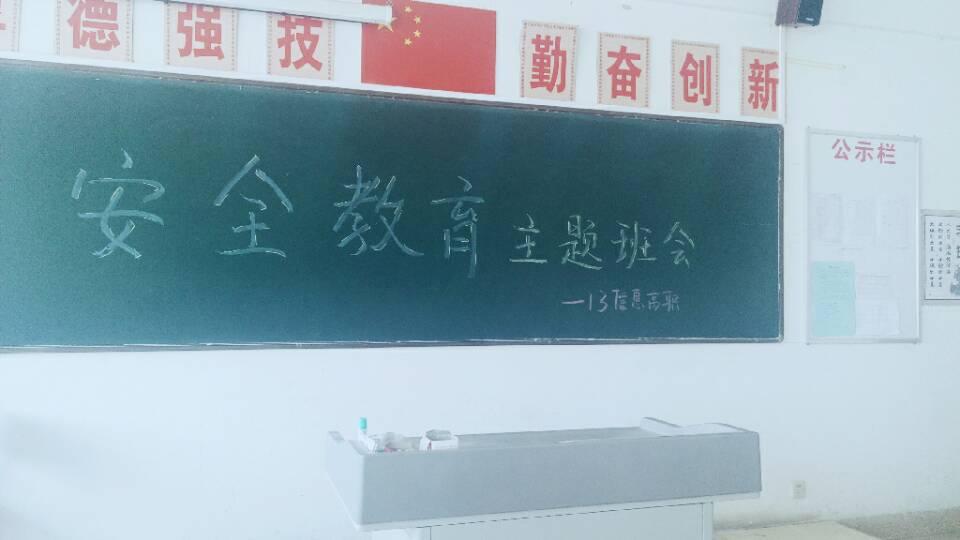 德强技 勤奋创新
公示栏
安全教育主题班会
一13信息高职